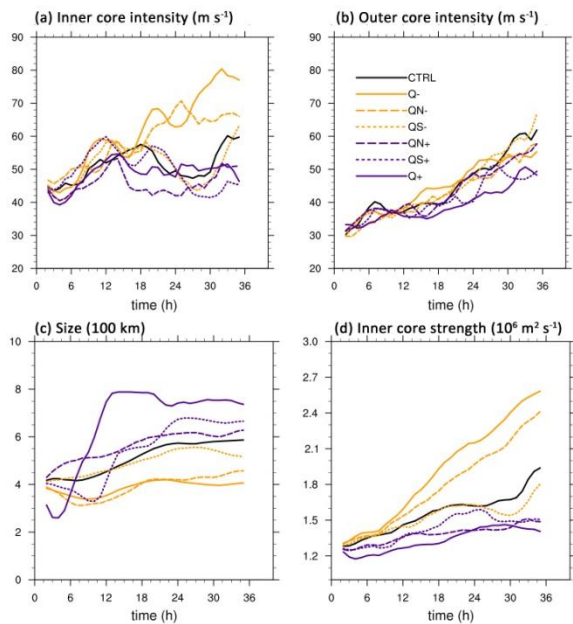 (a) Inner core intensity (m s⁻¹)
(b) Outer core intensity (m s⁻¹)
90
80
70
60
50
40
30
20
0 6 12 18 24 30 36
time (h)
90
80
70
60
50
40
30
20
CTRL
Q-
QN-
QS-
QN+
QS+
Q+
0 6 12 18 24 30 36
time (h)
(c) Size (100 km)
(d) Inner core strength (10⁶ m² s⁻¹)
10
8
6
4
2
0
0 6 12 18 24 30 36
time (h)
3.0
2.7
2.4
2.1
1.8
1.5
1.2
0 6 12 18 24 30 36
time (h)